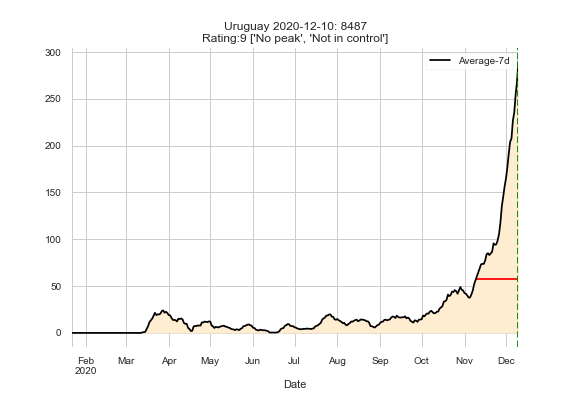 Uruguay 2020-12-10: 8487
Rating:9 ['No peak', 'Not in control']
300
Average-7d
250
200
150
100
50
0
Feb Mar Apr May Jun Jul Aug Sep Oct Nov Dec
2020
Date